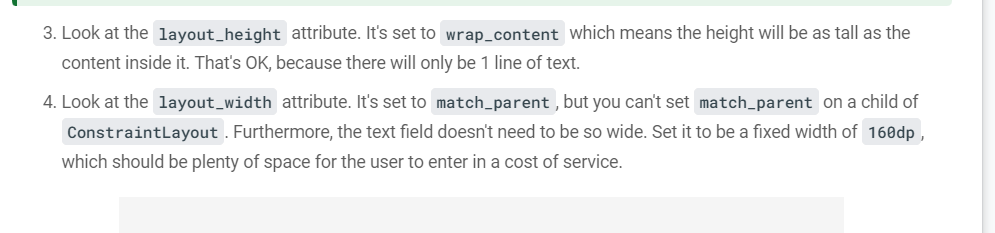 3. Look at the layout_height attribute. It's set to wrap_content which means the height will be as tall as the
content inside it. That's OK, because there will only be 1 line of text.
4. Look at the layout_width attribute. It's set to match_parent, but you can't set match_parent on a child of
ConstraintLayout. Furthermore, the text field doesn't need to be so wide. Set it to be a fixed width of 160dp,
which should be plenty of space for the user to enter in a cost of service.